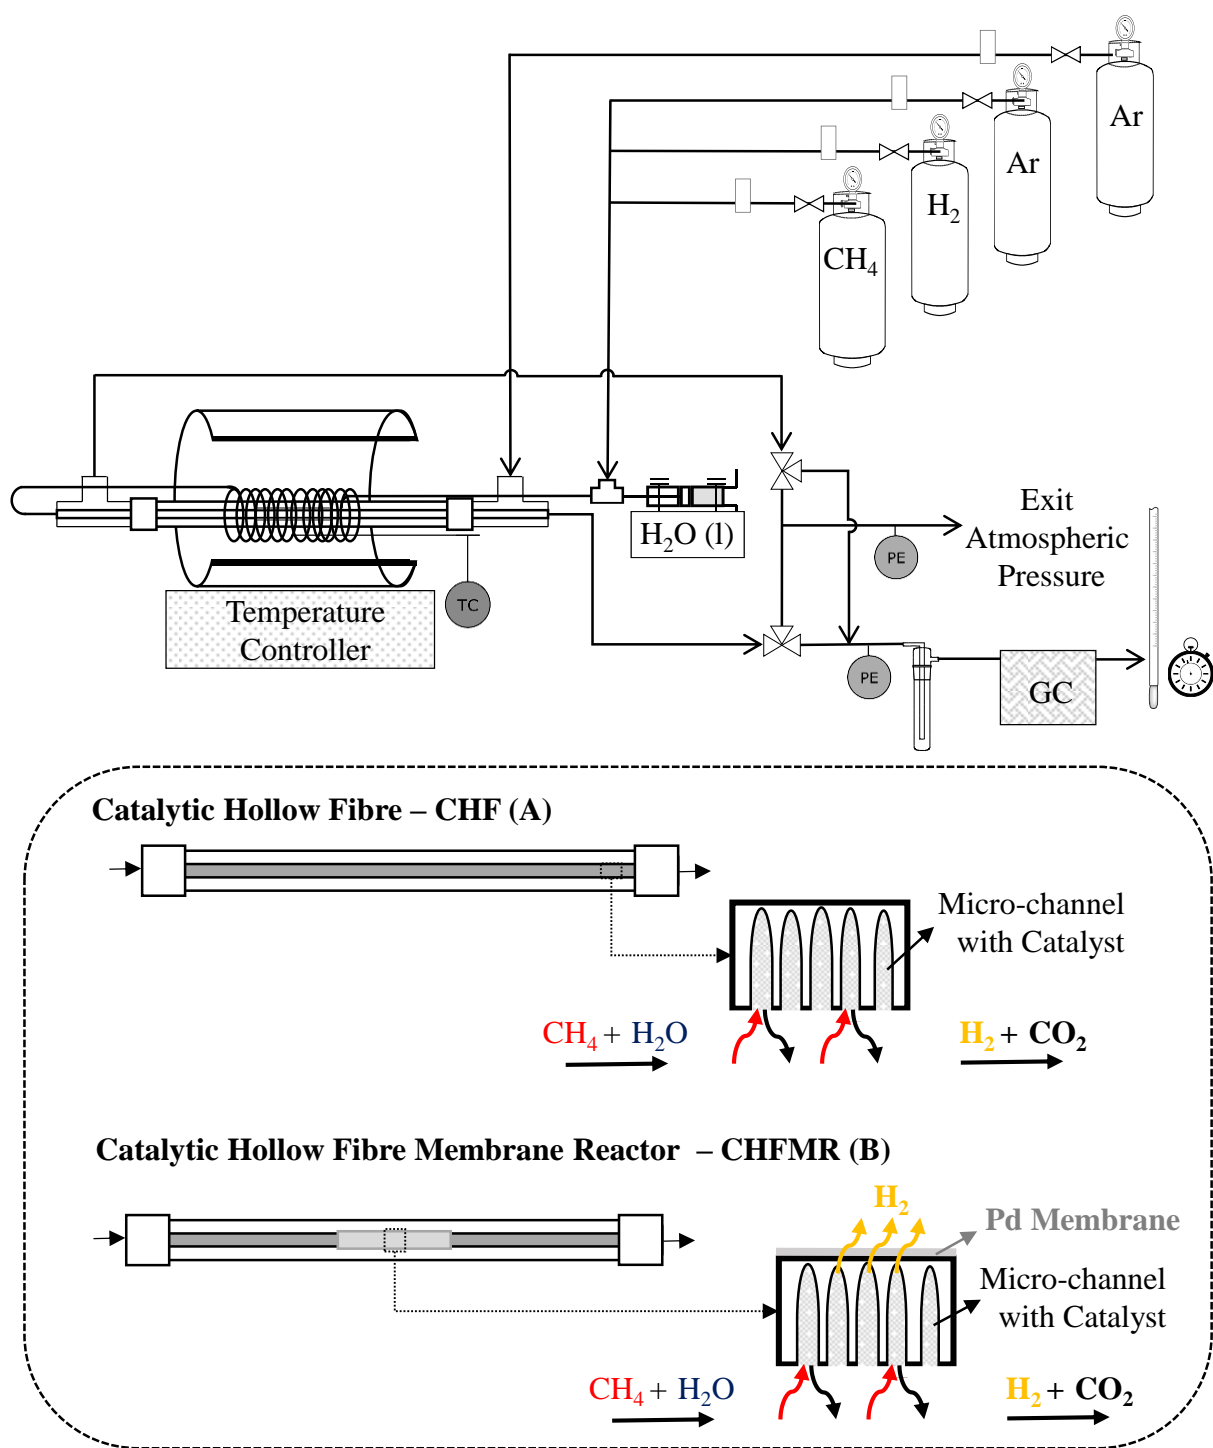 Ar
Ar
H₂
CH₄
H₂O (l)
Exit
Atmospheric
Pressure
PE
TC
Temperature
Controller
PE
GC
Catalytic Hollow Fibre – CHF (A)
Micro-channel
with Catalyst
CH₄ + H₂O
H₂ + CO₂
Catalytic Hollow Fibre Membrane Reactor – CHFMR (B)
H₂
Pd Membrane
Micro-channel
with Catalyst
CH₄ + H₂O
H₂ + CO₂